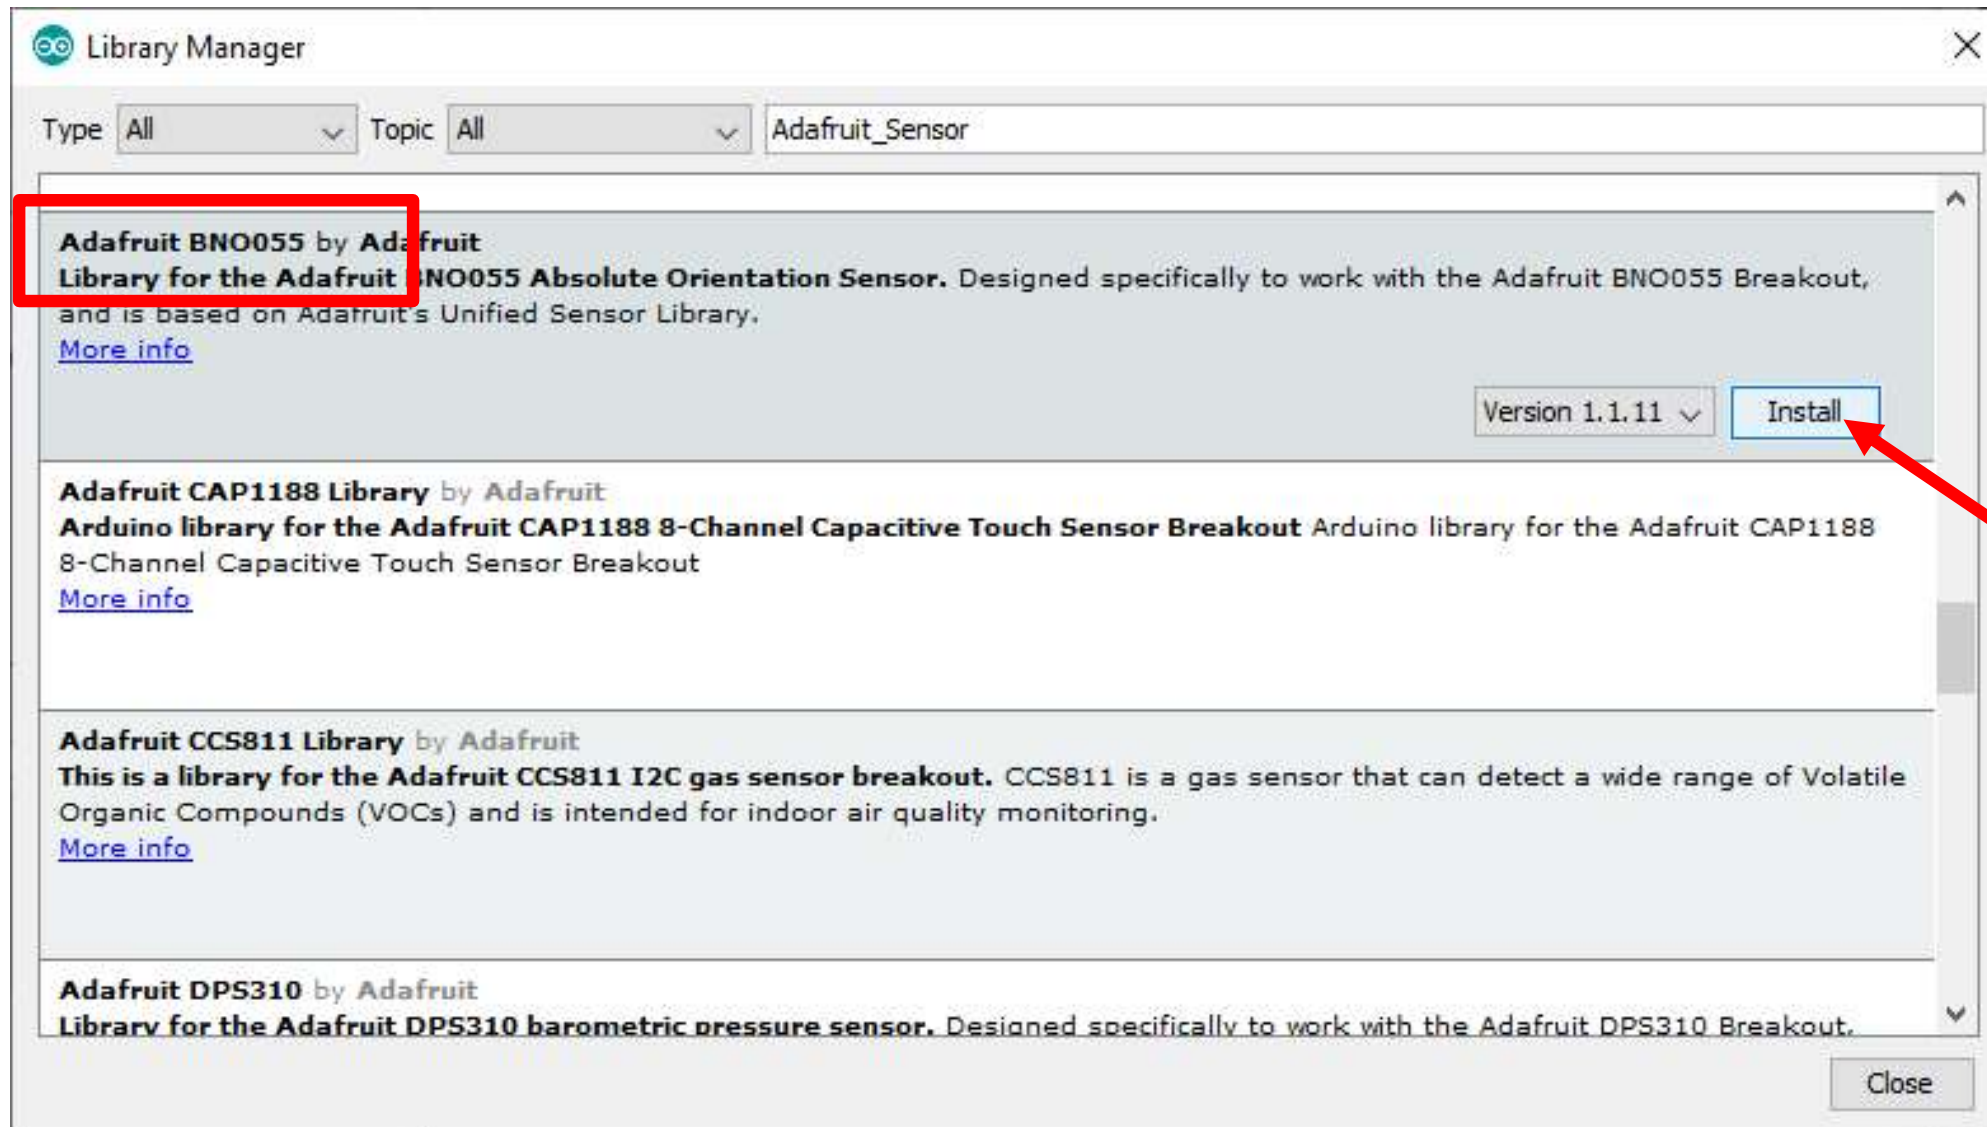 Library Manager
Type All Topic All Adafruit_Sensor
Adafruit BNO055 by Adafruit
Library for the Adafruit BNO055 Absolute Orientation Sensor. Designed specifically to work with the Adafruit BNO055 Breakout,
and is based on Adafruit's Unified Sensor Library.
More info
Version 1.1.11 Install
Adafruit CAP1188 Library by Adafruit
Arduino library for the Adafruit CAP1188 8-Channel Capacitive Touch Sensor Breakout Arduino library for the Adafruit CAP1188
8-Channel Capacitive Touch Sensor Breakout
More info
Adafruit CCS811 Library by Adafruit
This is a library for the Adafruit CCS811 I2C gas sensor breakout. CCS811 is a gas sensor that can detect a wide range of Volatile
Organic Compounds (VOCs) and is intended for indoor air quality monitoring.
More info
Adafruit DPS310 by Adafruit
Library for the Adafruit DPS310 barometric pressure sensor. Designed specifically to work with the Adafruit DPS310 Breakout,
Close